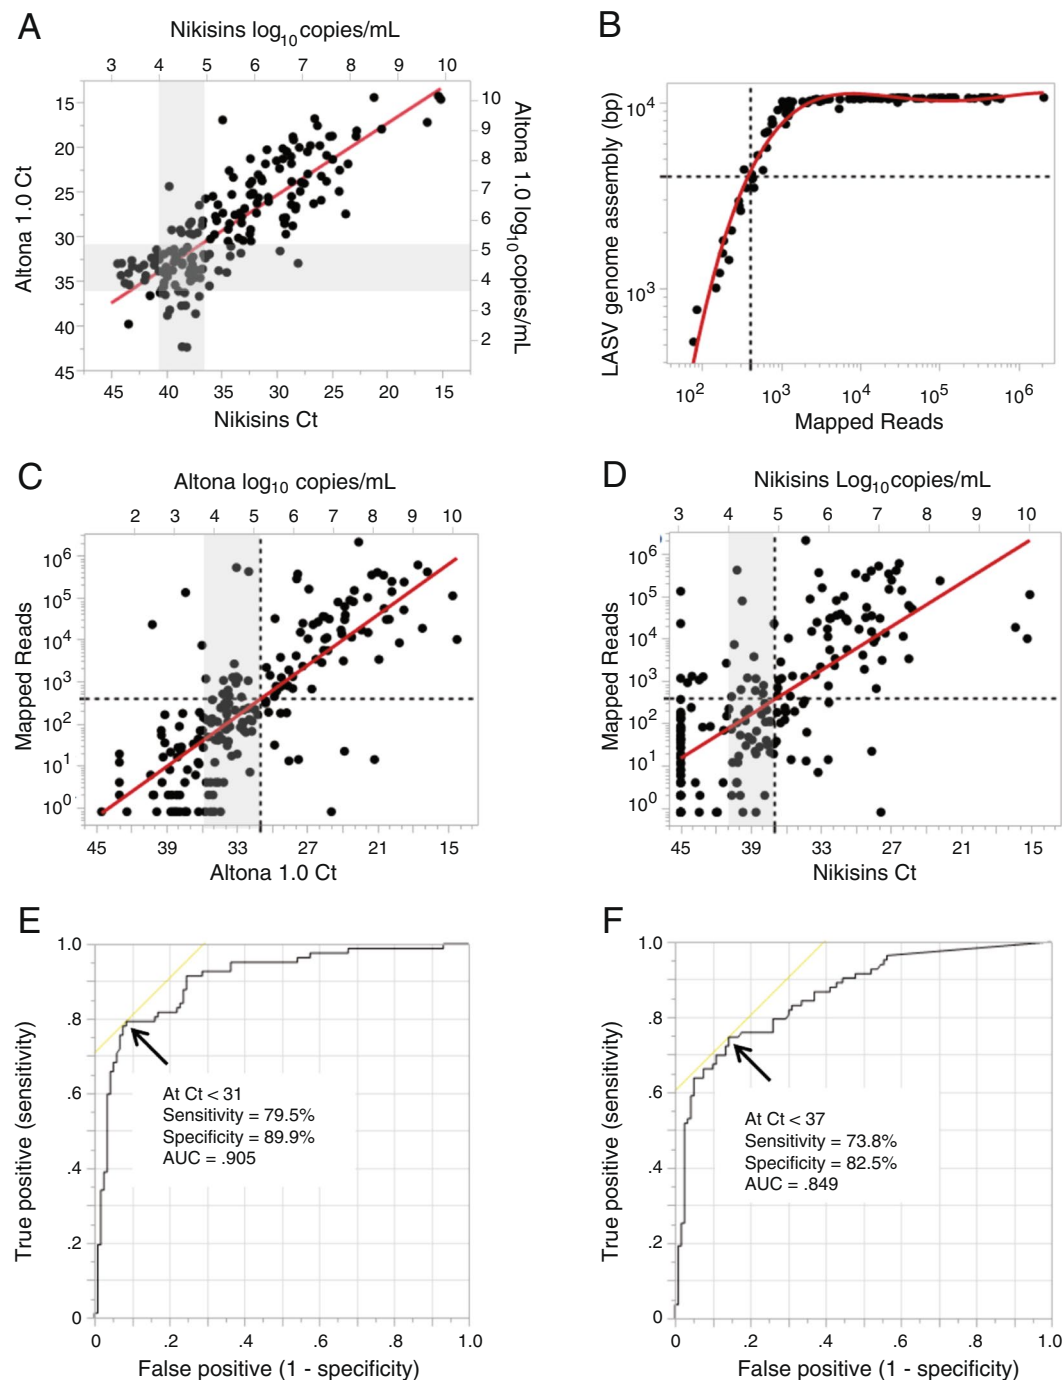 A
Nikisins log10 copies/mL
3 4 5 6 7 8 9 10
15
20
25
30
35
40
45
Altona 1.0 Ct
10
9
8
7
6
5
4
3
2
Altona 1.0 log10 copies/mL
45 40 35 30 25 20 15
Nikisins Ct
B
LASV genome assembly (bp)
10^4
10^3
10^2 10^3 10^4 10^5 10^6
Mapped Reads
C
Altona log10 copies/mL
2 3 4 5 6 7 8 9 10
Mapped Reads
10^6
10^5
10^4
10^3
10^2
10^1
10^0
45 39 33 27 21 15
Altona 1.0 Ct
D
Nikisins Log10 copies/mL
3 4 5 6 7 8 9 10
Mapped Reads
10^6
10^5
10^4
10^3
10^2
10^1
10^0
45 39 33 27 21 15
Nikisins Ct
E
True positive (sensitivity)
1.0
.8
.6
.4
.2
0
At Ct < 31
Sensitivity = 79.5%
Specificity = 89.9%
AUC = .905
0 .2 .4 .6 .8 1.0
False positive (1 - specificity)
F
True positive (sensitivity)
1.0
.8
.6
.4
.2
0
At Ct < 37
Sensitivity = 73.8%
Specificity = 82.5%
AUC = .849
0 .2 .4 .6 .8 1.0
False positive (1 - specificity)